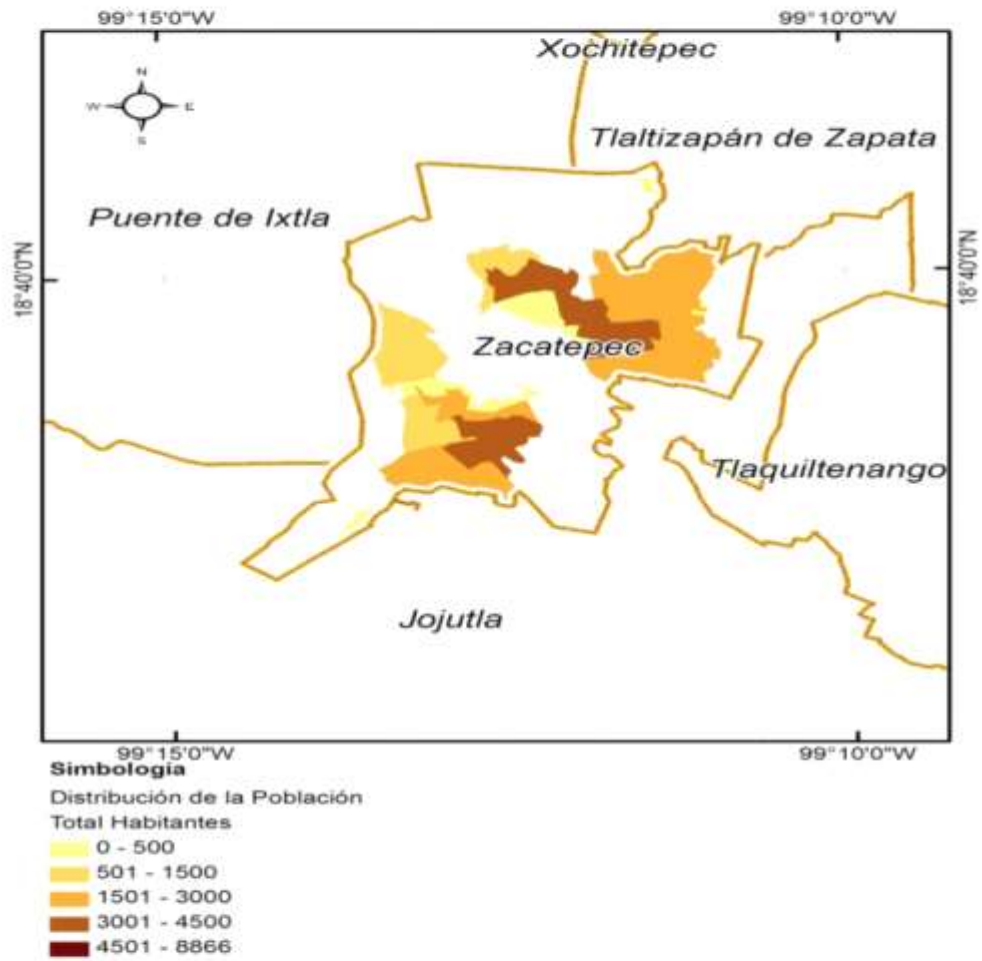 99°15'0"W 99°10'0"W
Xochitepec
N
W E
S
Tlaltizapán de Zapata
Puente de Ixtla
18°40'0"N 18°40'0"N
Zacatepec
Tlaquiltenango
Jojutla
99°15'0"W 99°10'0"W
Simbología
Distribución de la Población
Total Habitantes
0 - 500
501 - 1500
1501 - 3000
3001 - 4500
4501 - 8866